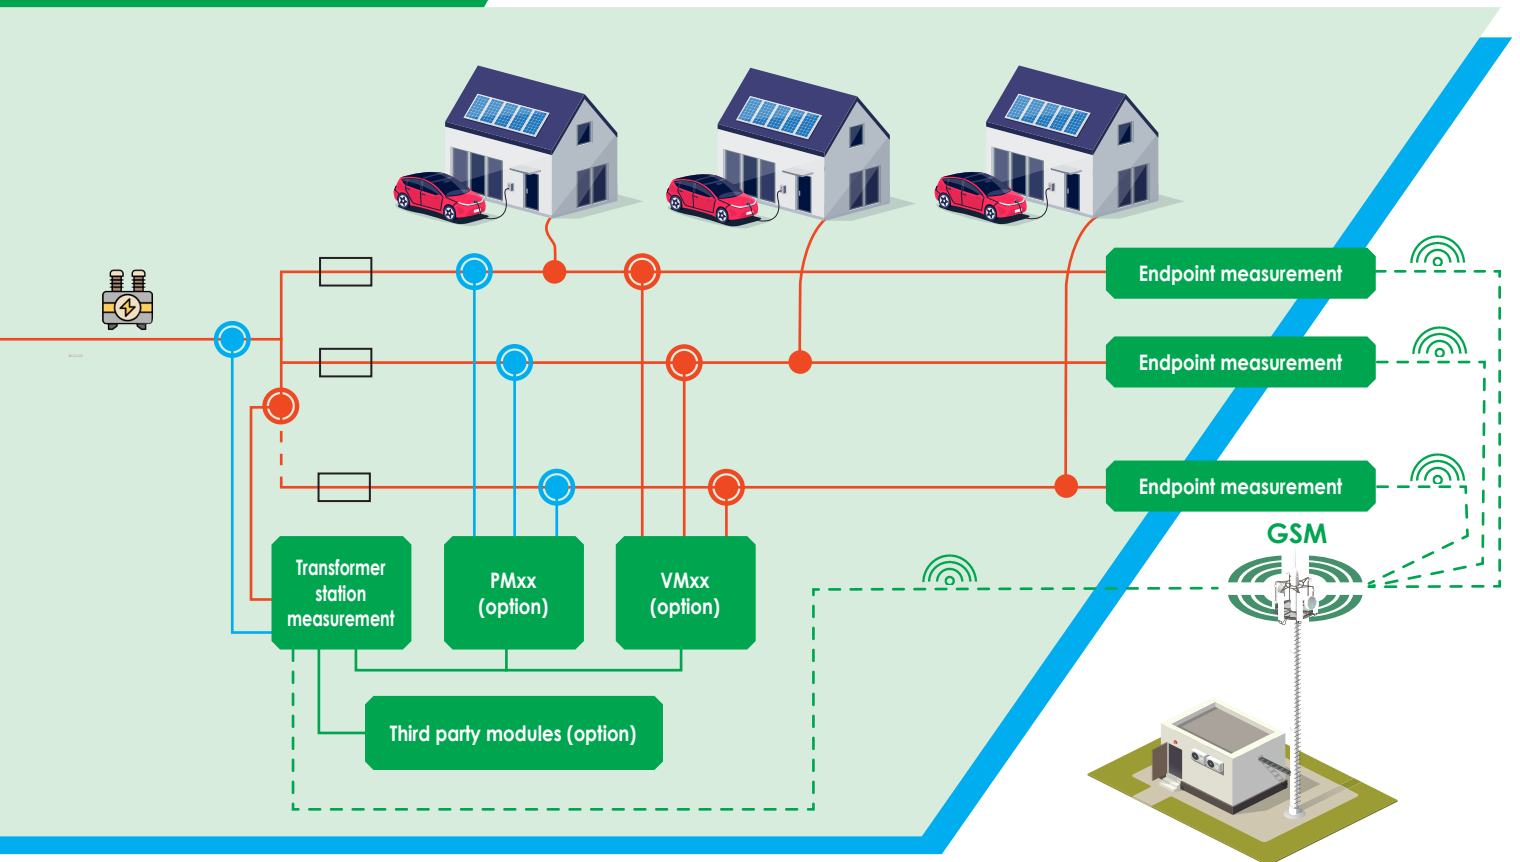 Endpoint measurement
Endpoint measurement
Endpoint measurement
GSM
Transformer
station
measurement
PMxx
(option)
VMxx
(option)
Third party modules (option)